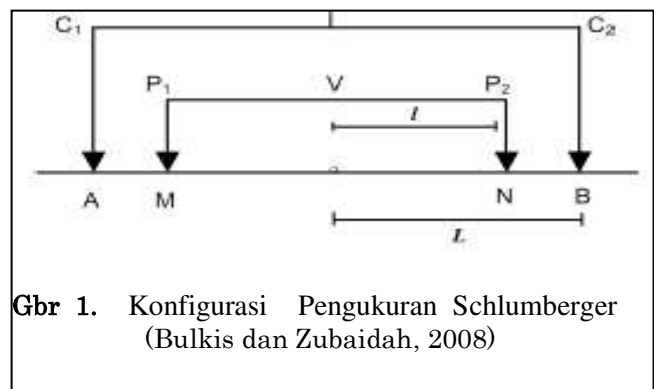 C₁ C₂
P₁ V P₂
l
A M N B
L
Gbr 1. Konfigurasi Pengukuran Schlumberger
(Bulkis dan Zubaidah, 2008)